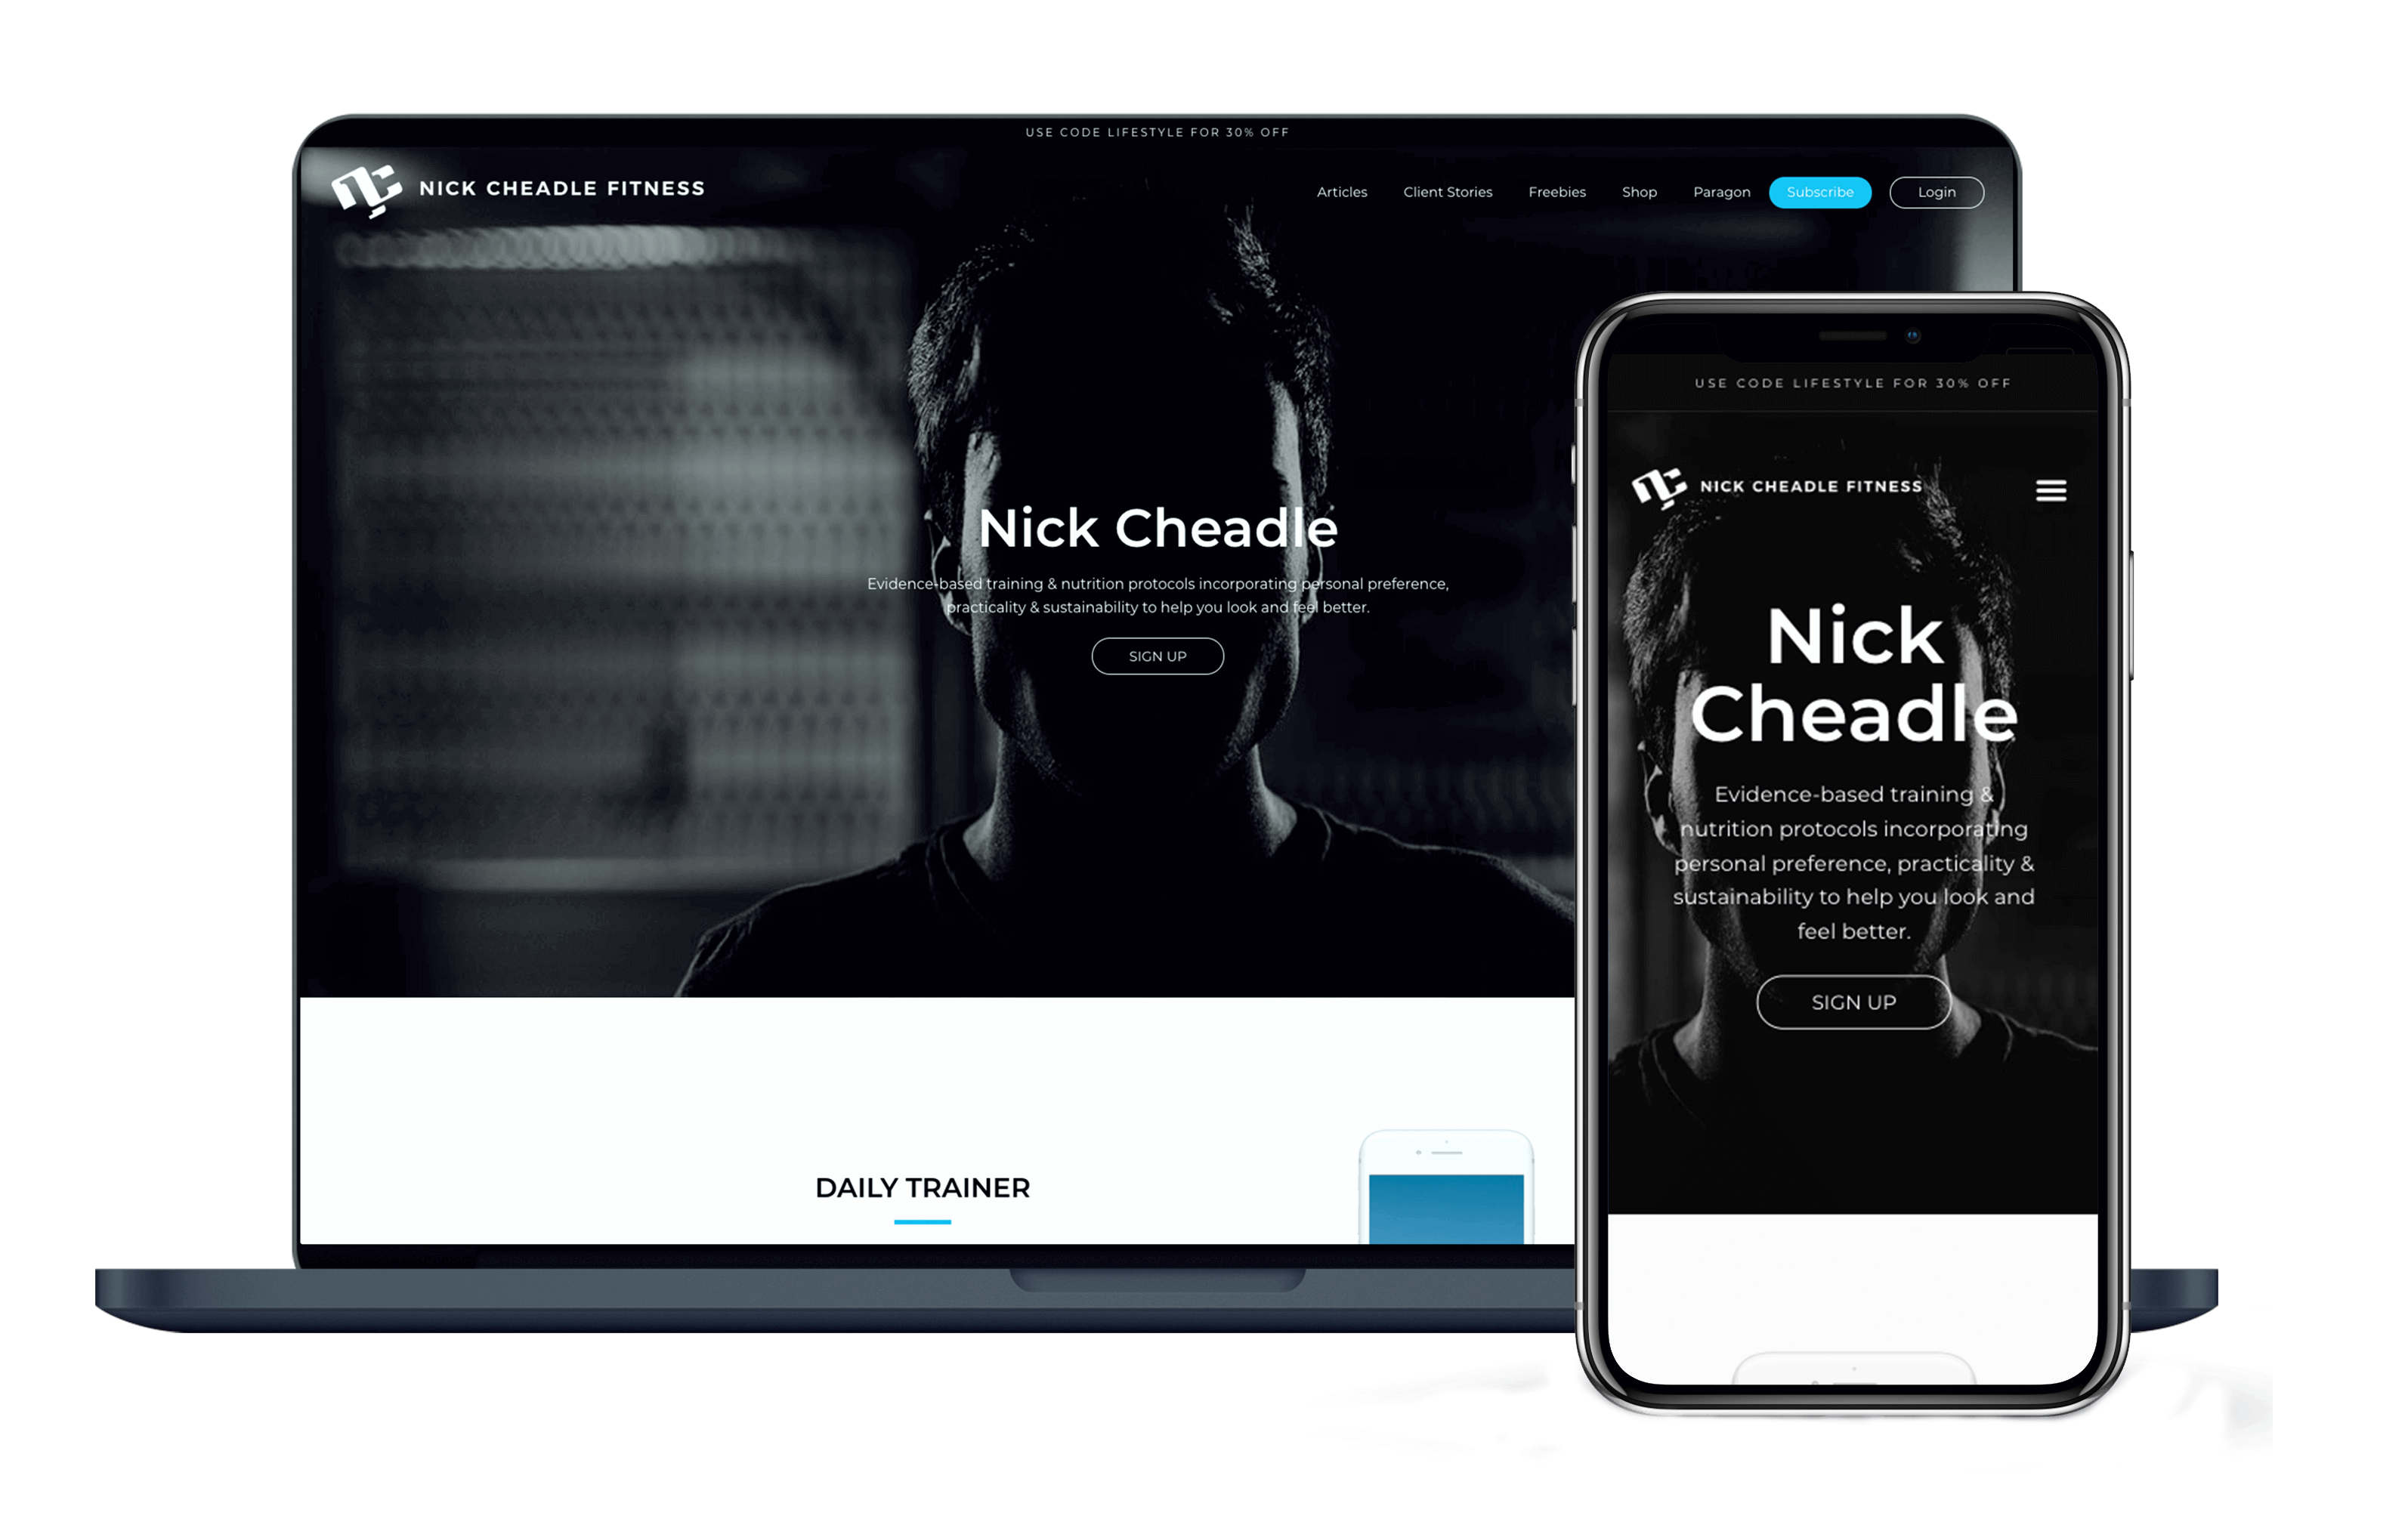 USE CODE LIFESTYLE FOR 30% OFF
NICK CHEADLE FITNESS
Articles Client Stories Freebies Shop Paragon Subscribe Login
Nick Cheadle
Evidence-based training & nutrition protocols incorporating personal preference,
practicality & sustainability to help you look and feel better.
SIGN UP
DAILY TRAINER
USE CODE LIFESTYLE FOR 30% OFF
NICK CHEADLE FITNESS
Nick
Cheadle
Evidence-based training &
nutrition protocols incorporating
personal preference, practicality &
sustainability to help you look and
feel better.
SIGN UP